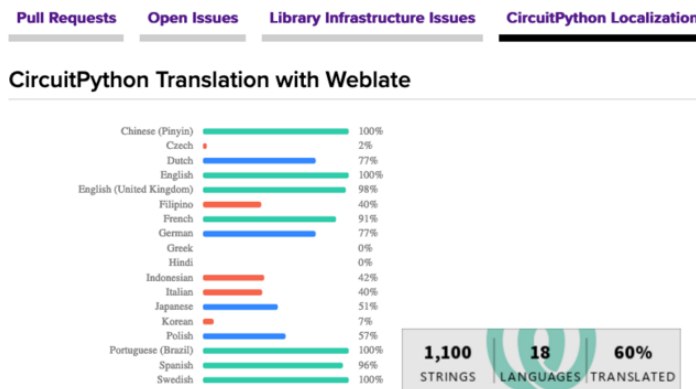 Pull Requests Open Issues Library Infrastructure Issues CircuitPython Localization
CircuitPython Translation with Weblate
Chinese (Pinyin) 100%
Czech 2%
Dutch 77%
English 100%
English (United Kingdom) 98%
Filipino 40%
French 91%
German 77%
Greek 0%
Hindi 0%
Indonesian 42%
Italian 40%
Japanese 51%
Korean 7%
Polish 57%
Portuguese (Brazil) 100%
Spanish 96%
Swedish 100%
1,100 18 60%
STRINGS LANGUAGES TRANSLATED